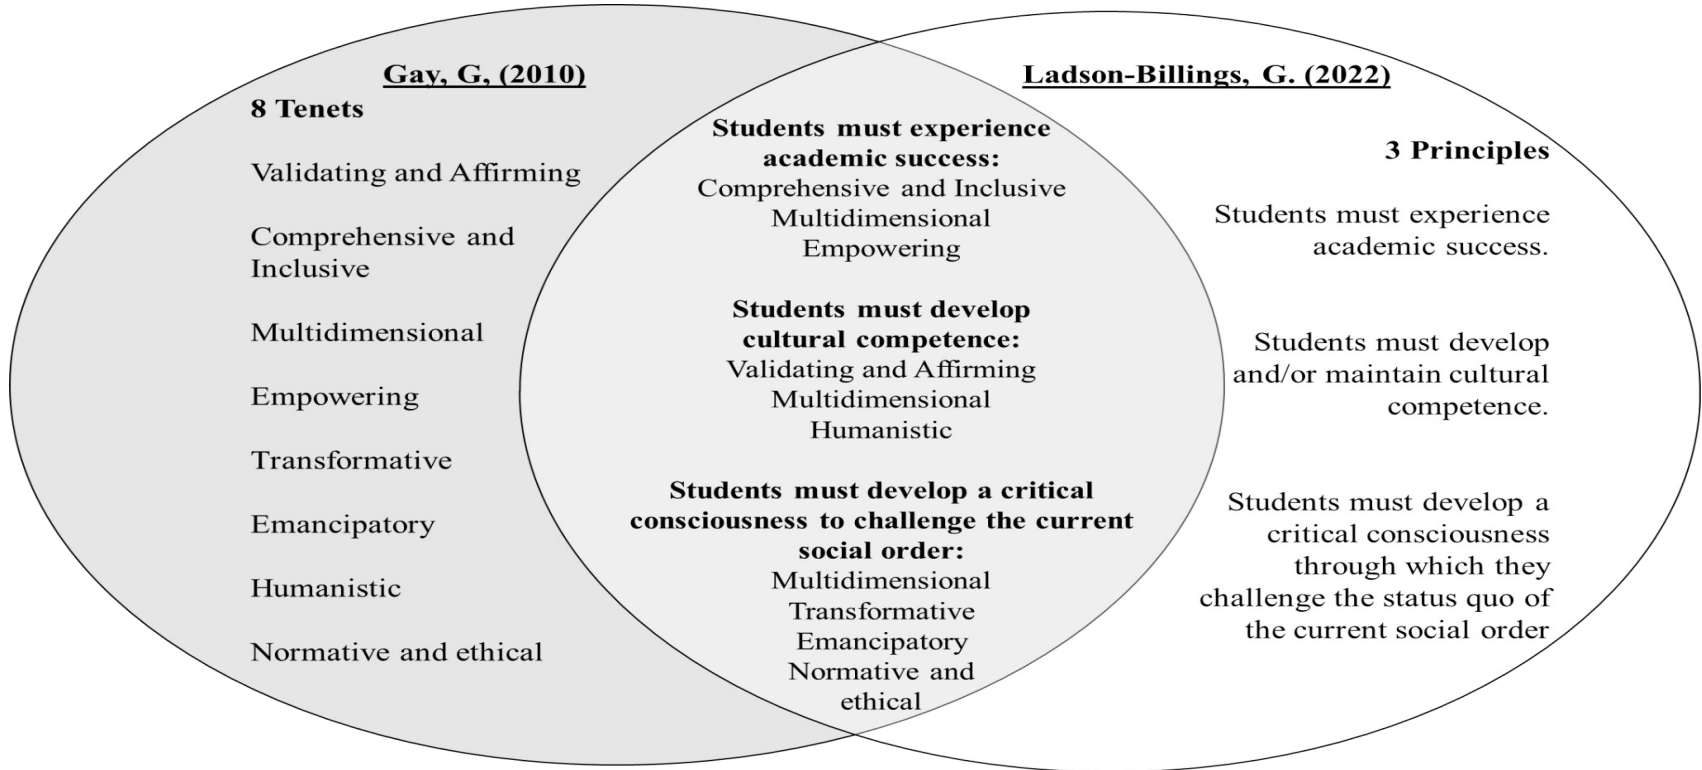 Gay, G, (2010)
8 Tenets
Validating and Affirming
Comprehensive and
Inclusive
Multidimensional
Empowering
Transformative
Emancipatory
Humanistic
Normative and ethical
Students must experience
academic success:
Comprehensive and Inclusive
Multidimensional
Empowering
Students must develop
cultural competence:
Validating and Affirming
Multidimensional
Humanistic
Students must develop a critical
consciousness to challenge the current
social order:
Multidimensional
Transformative
Emancipatory
Normative and
ethical
Ladson-Billings, G. (2022)
3 Principles
Students must experience
academic success.
Students must develop
and/or maintain cultural
competence.
Students must develop a
critical consciousness
through which they
challenge the status quo of
the current social order